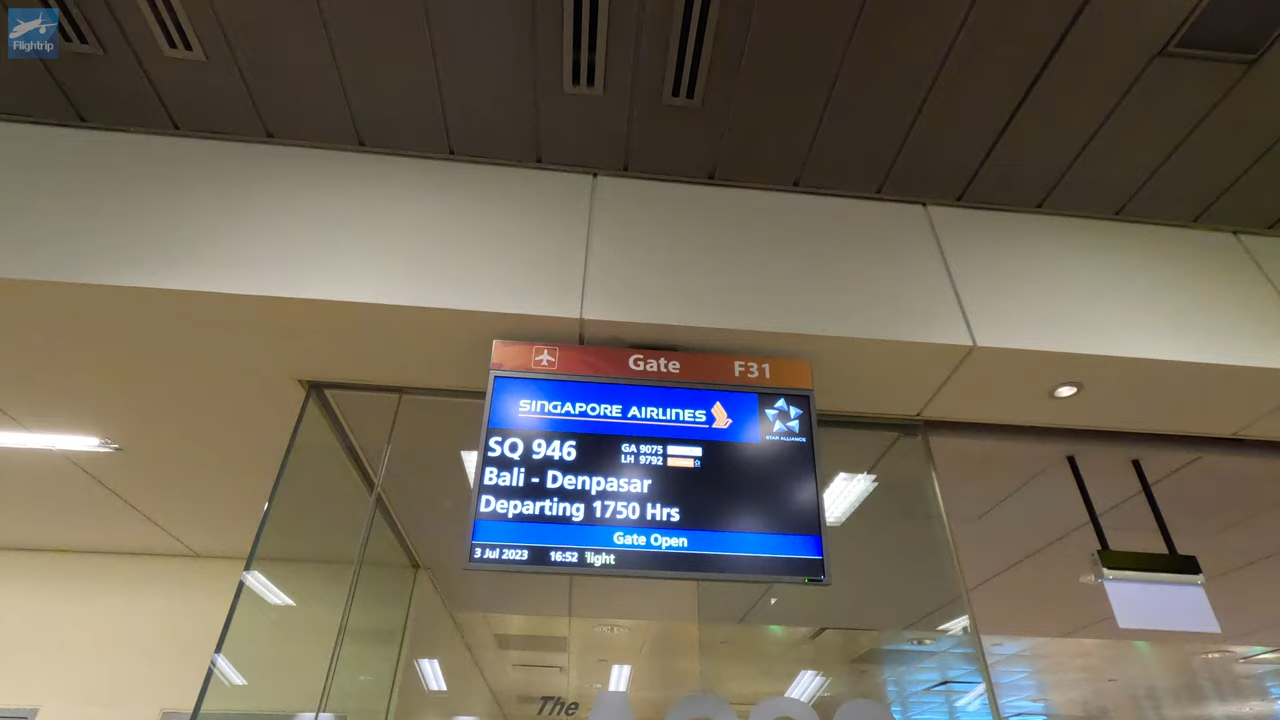 Flightrip
Gate F31
SINGAPORE AIRLINES
STAR ALLIANCE
SQ 946
GA 9075
LH 9792
Bali - Denpasar
Departing 1750 Hrs
Gate Open
3 Jul 2023 16:52 light
The